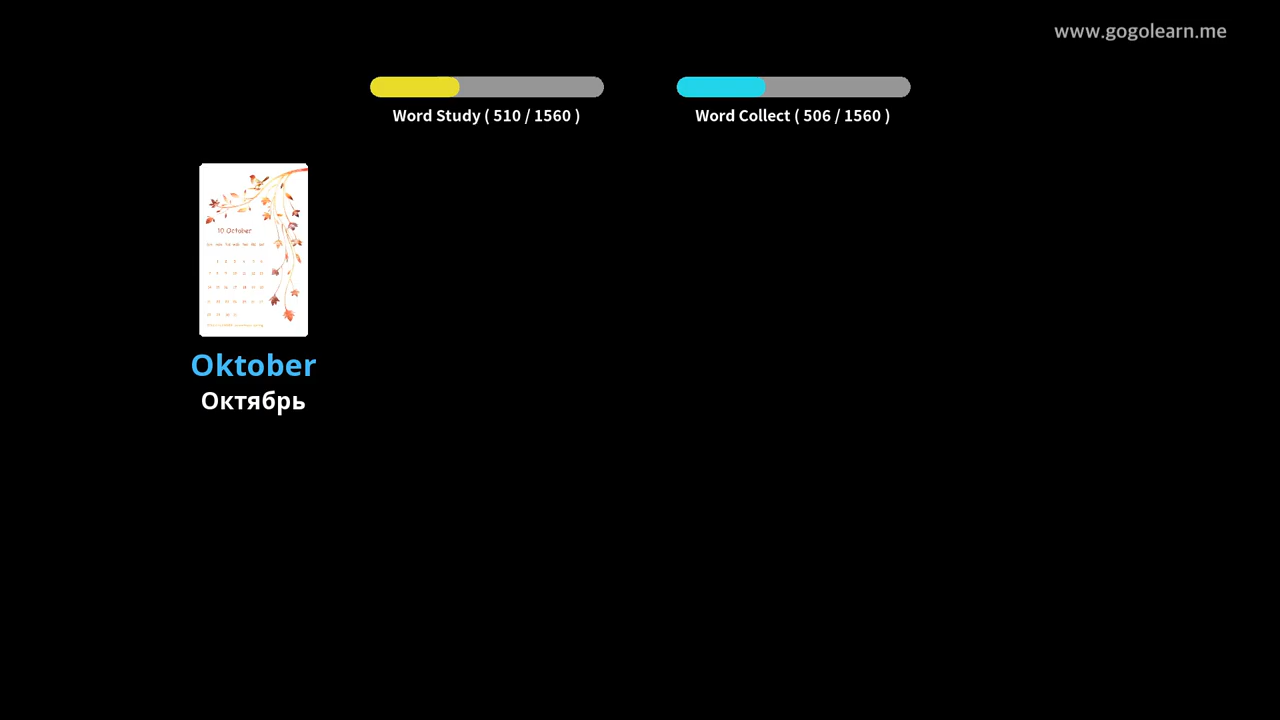 www.gogolearn.me
Word Study ( 510 / 1560 )
Word Collect ( 506 / 1560 )
10 October
Oktober
Октябрь